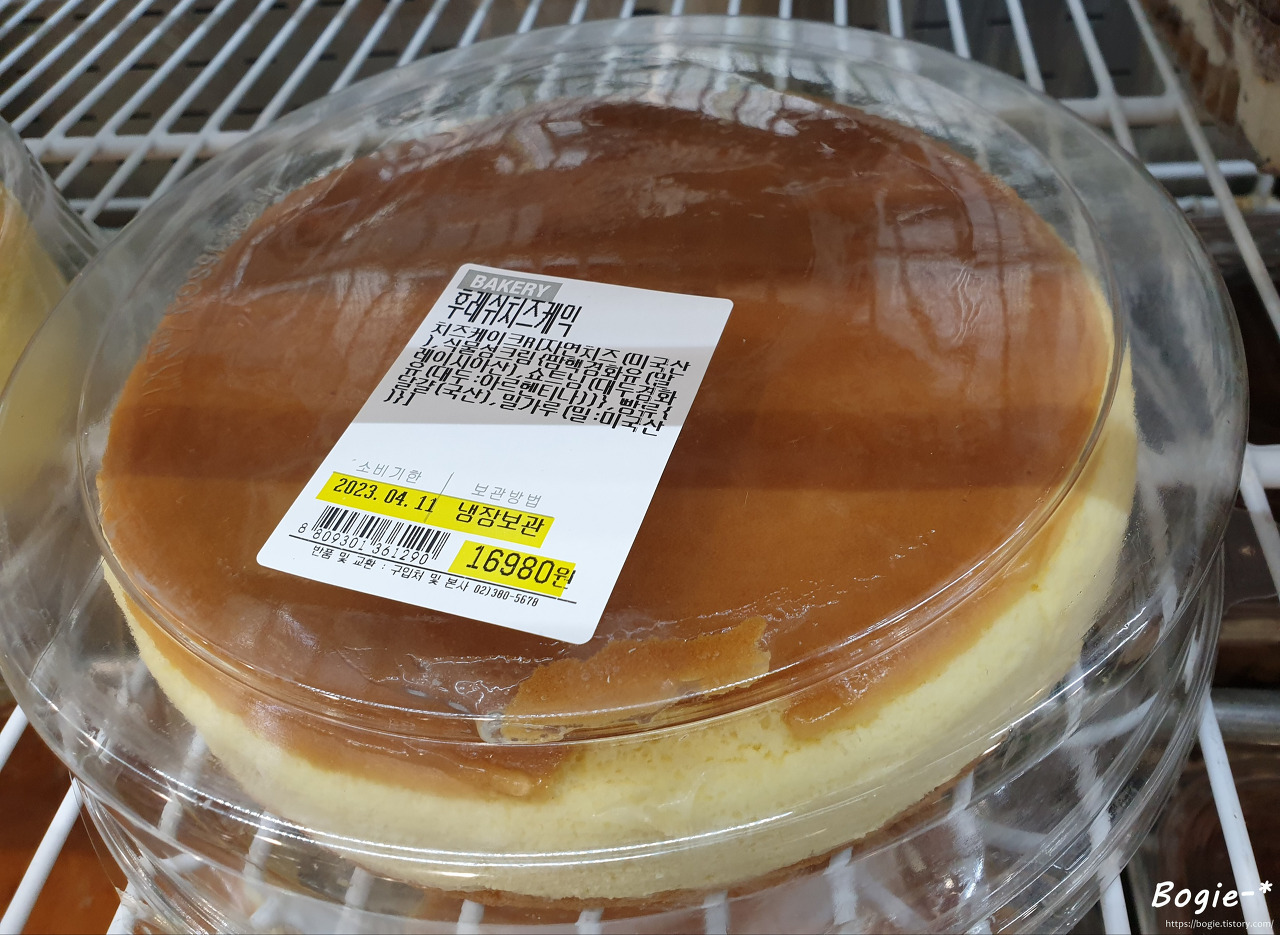 BAKERY
후레쉬치즈케익
치즈케이크미자연치즈(미국산
),식물성크림{팜핵경화유(말
레이시아산),쇼트닝(대두경화
유(대두:아르헨티나))},빵류{
달걀(국산),밀가루(밀:미국산
)}]
소비기한
보관방법
2023.04.11
냉장보관
8 809301 361290
16980원
반품 및 교환 : 구입처 및 본사 02)380-5678
Bogie-*
https://bogie.tistory.com/